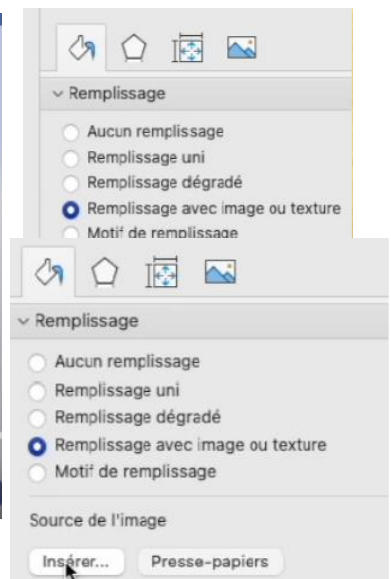 Remplissage
Aucun remplissage
Remplissage uni
Remplissage dégradé
Remplissage avec image ou texture
Motif de remplissage
Remplissage
Aucun remplissage
Remplissage uni
Remplissage dégradé
Remplissage avec image ou texture
Motif de remplissage
Source de l'image
Insérer... Presse-papiers